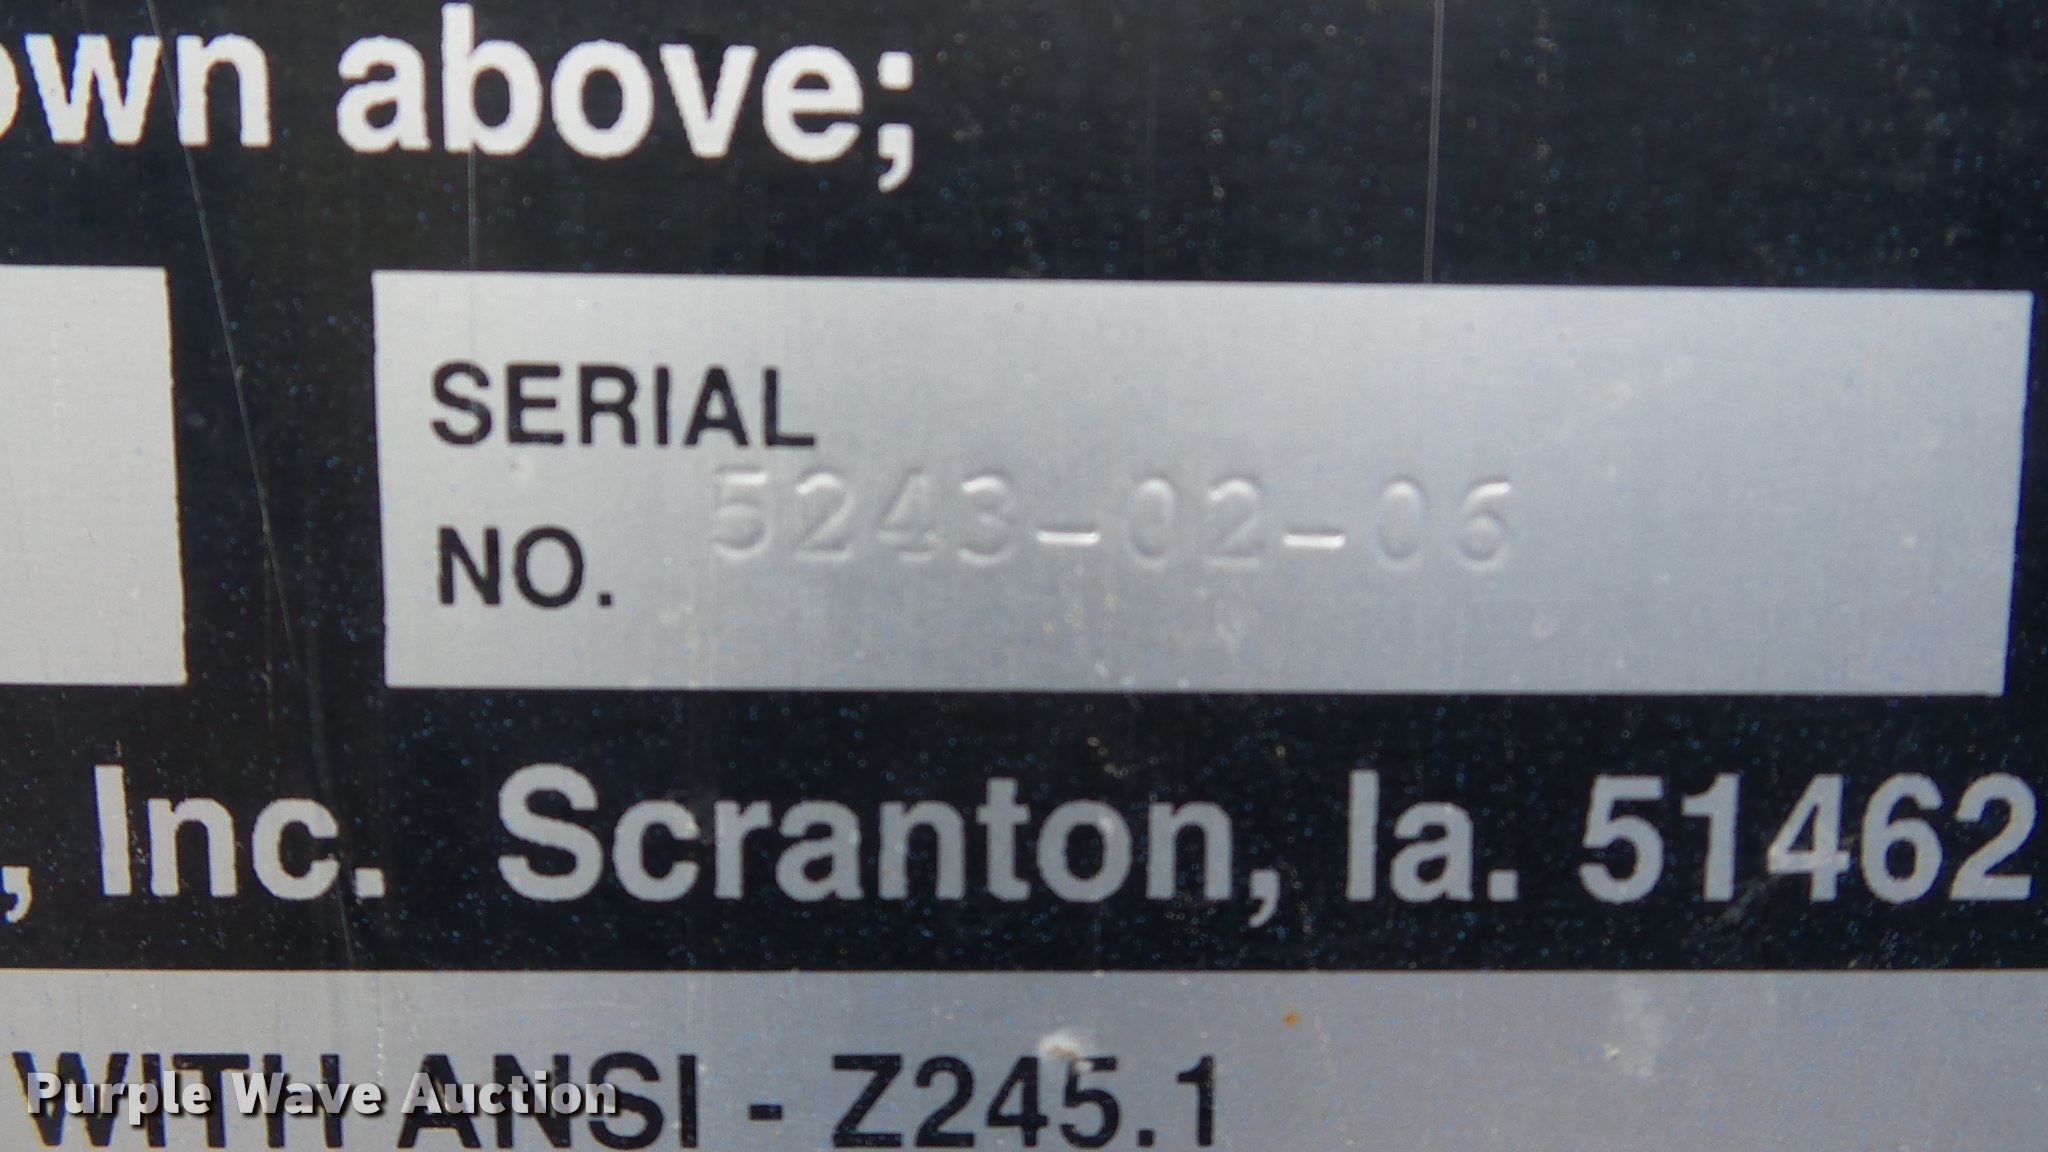 own above;
SERIAL
NO. 5243-02-06
, Inc. Scranton, Ia. 51462
WITH ANSI - Z245.1
Purple Wave Auction